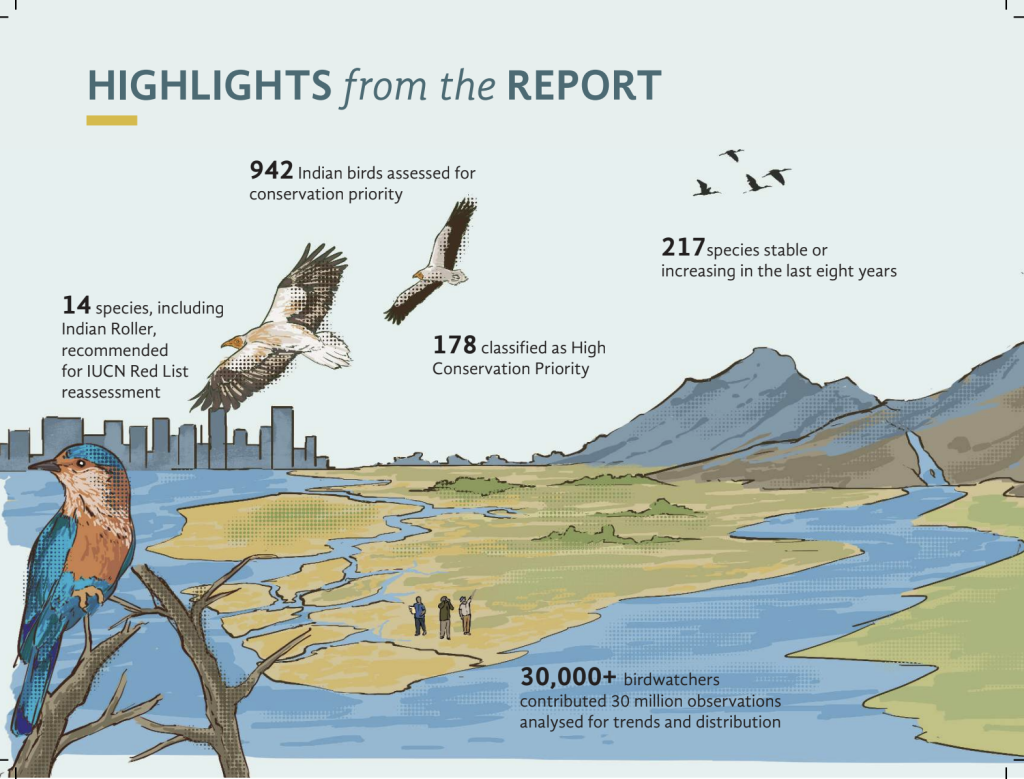 HIGHLIGHTS from the REPORT
942 Indian birds assessed for
conservation priority
217 species stable or
increasing in the last eight years
14 species, including
Indian Roller,
recommended
for IUCN Red List
reassessment
178 classified as High
Conservation Priority
30,000+ birdwatchers
contributed 30 million observations
analysed for trends and distribution